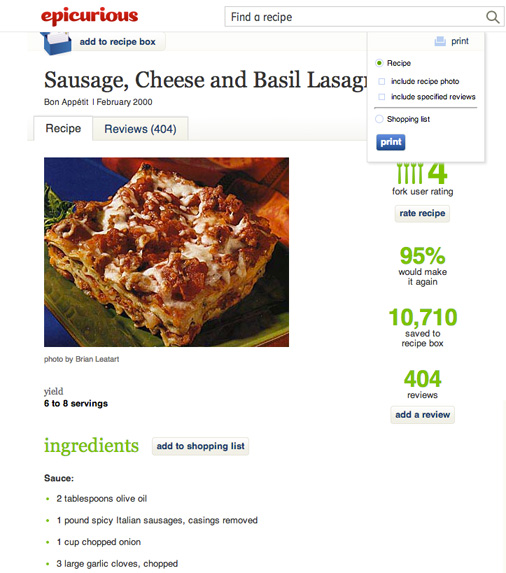 epicurious
Find a recipe
add to recipe box
print
Recipe
include recipe photo
include specified reviews
Shopping list
print
Sausage, Cheese and Basil Lasagn
Bon Appétit | February 2000
Recipe
Reviews (404)
4
fork user rating
rate recipe
95%
would make
it again
10,710
saved to
recipe box
404
reviews
add a review
photo by Brian Leatart
yield
6 to 8 servings
ingredients
add to shopping list
Sauce:
2 tablespoons olive oil
1 pound spicy Italian sausages, casings removed
1 cup chopped onion
3 large garlic cloves, chopped